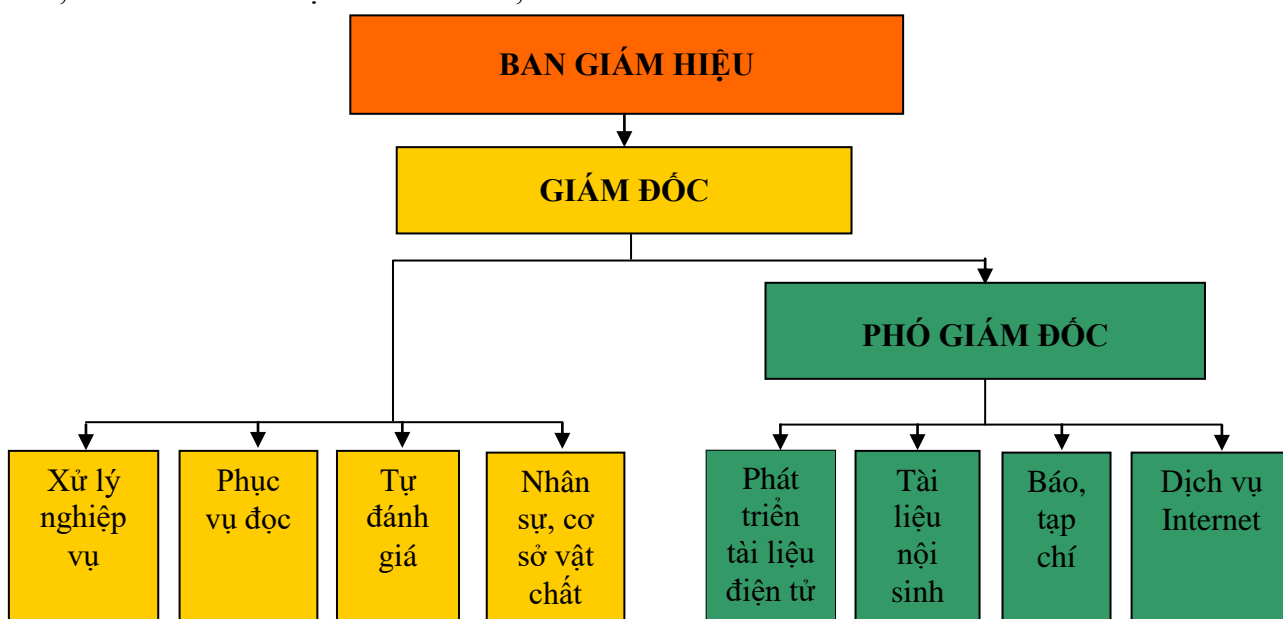 BAN GIÁM HIỆU
GIÁM ĐỐC
PHÓ GIÁM ĐỐC
Xử lý
nghiệp
vụ
Phục
vụ đọc
Tự
đánh
giá
Nhân
sự, cơ
sở vật
chất
Phát
triển
tài liệu
điện tử
Tài
liệu
nội
sinh
Báo,
tạp
chí
Dịch vụ
Internet